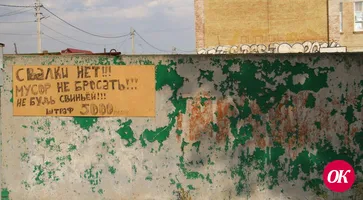 СВАЛКИ НЕТ!!!
МУСОР НЕ БРОСАТЬ!!!
НЕ БУДЬ СВИНЬЕЙ!!!
ШТРАФ 5000
ОК